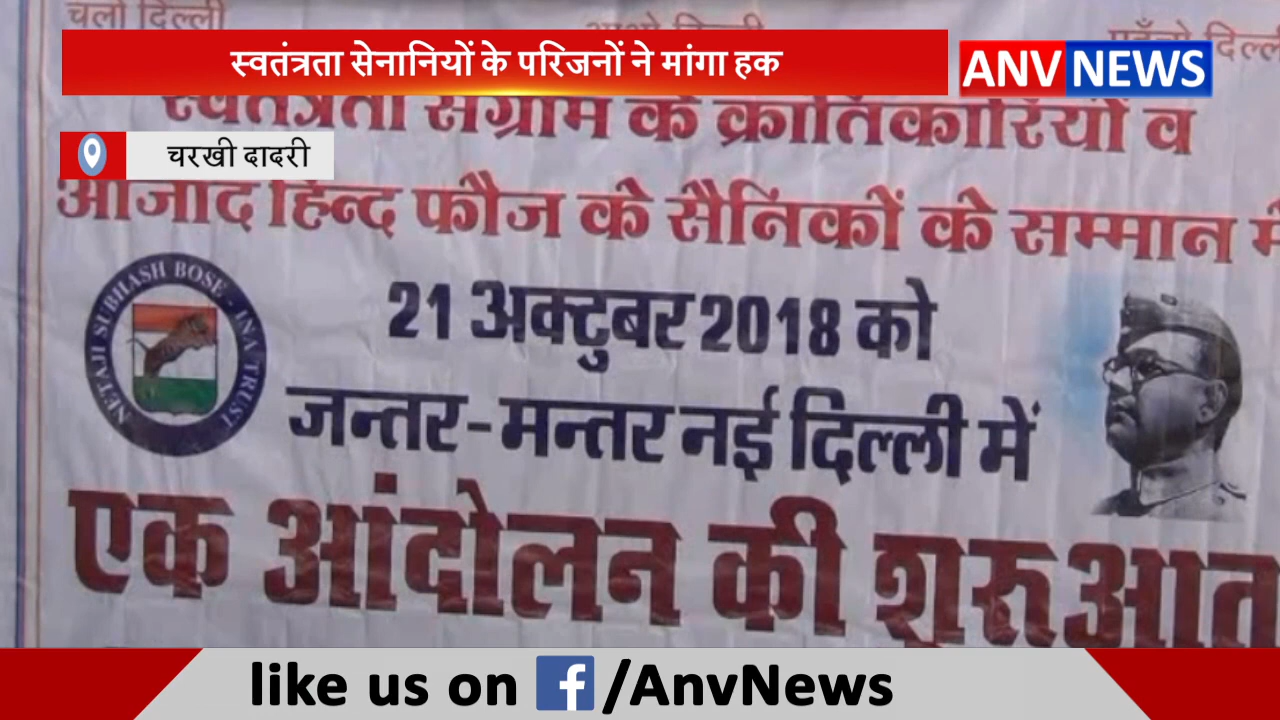 चलो दिल्ली
स्वतंत्रता सेनानियों के परिजनों ने मांगा हक
ANV NEWS
स्वतंत्रता संग्राम के क्रांतिकारियों व
चरखी दादरी
आजाद हिन्द फौज के सैनिकों के सम्मान में
NETAJI SUBHASH BOSE - INA TRUST
21 अक्टुबर 2018 को
जन्तर-मन्तर नई दिल्ली में
एक आंदोलन की शुरुआत
like us on f/AnvNews